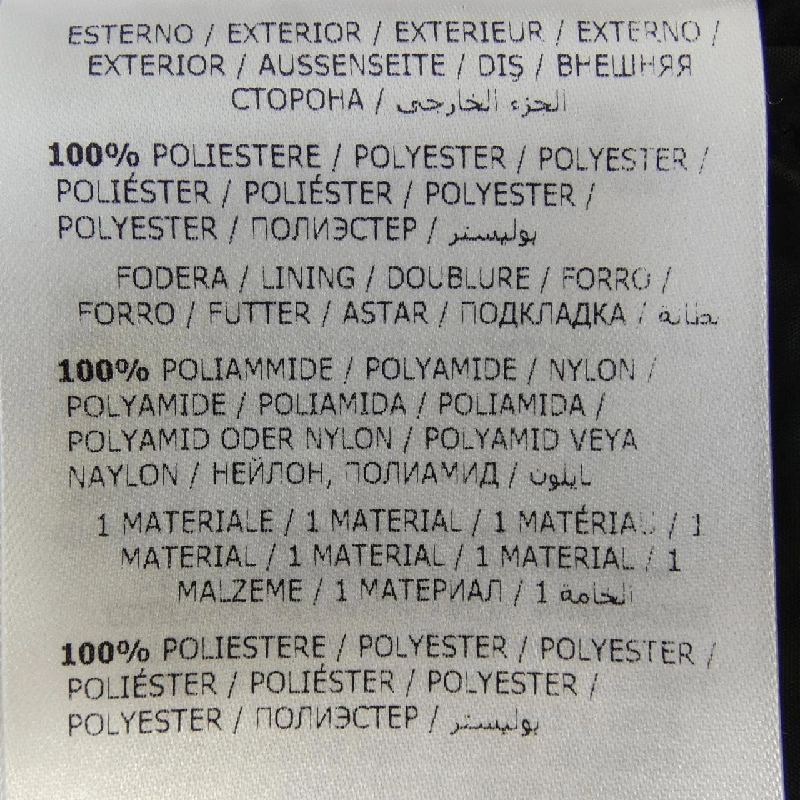 ESTERNO / EXTERIOR / EXTERIEUR / EXTERNO /
EXTERIOR / AUSSENSEITE / DIŞ / ВНЕШНЯЯ
СТОРОНА / الجزء الخارجي
100% POLIESTERE / POLYESTER / POLYESTER /
POLIÉSTER / POLIÉSTER / POLYESTER /
POLYESTER / ПОЛИЭСТЕР / بوليستر
FODERA / LINING / DOUBLURE / FORRO /
FORRO / FUTTER / ASTAR / ПОДКЛАДКА / بطانة
100% POLIAMMIDE / POLYAMIDE / NYLON /
POLYAMIDE / POLIAMIDA / POLIAMIDA /
POLYAMID ODER NYLON / POLYAMID VEYA
NAYLON / НЕЙЛОН, ПОЛИАМИД / نايلون
1 MATERIALE / 1 MATERIAL / 1 MATÉRIAU / 1
MATERIAL / 1 MATERIAL / 1 MATERIAL / 1
MALZEME / 1 МАТЕРИАЛ / 1 الخامة
100% POLIESTERE / POLYESTER / POLYESTER /
POLIÉSTER / POLIÉSTER / POLYESTER /
POLYESTER / ПОЛИЭСТЕР / بوليستر